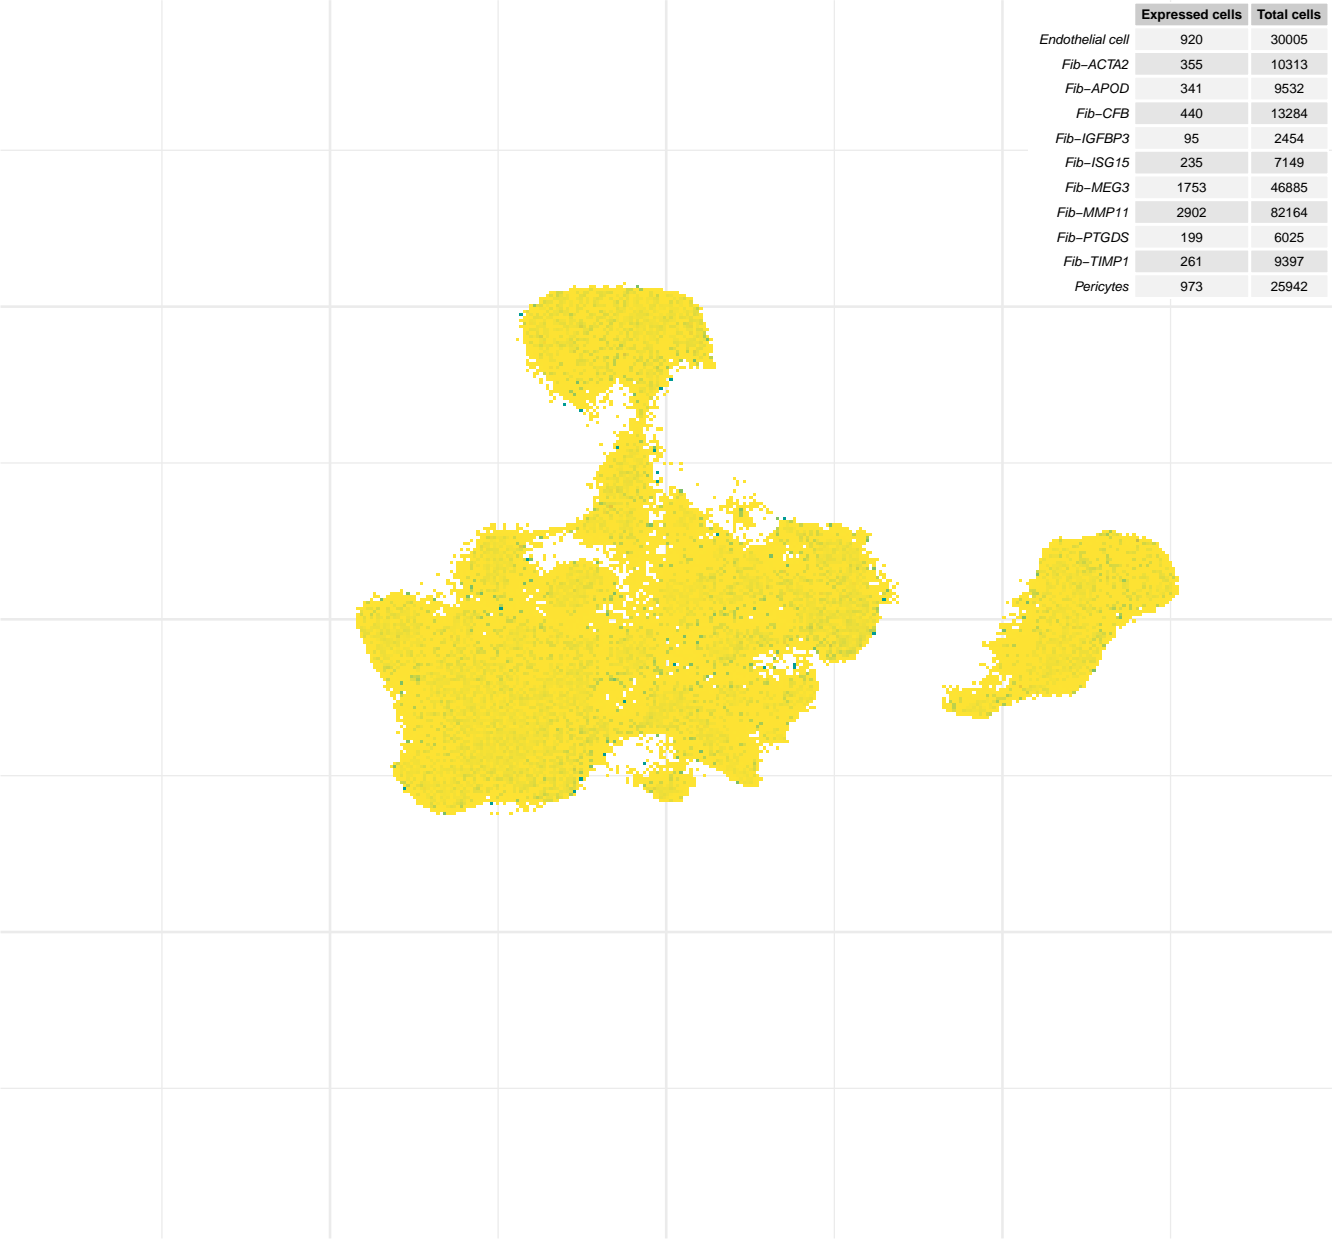 Expressed cells Total cells
Endothelial cell 920 30005
Fib−ACTA2 355 10313
Fib−APOD 341 9532
Fib−CFB 440 13284
Fib−IGFBP3 95 2454
Fib−ISG15 235 7149
Fib−MEG3 1753 46885
Fib−MMP11 2902 82164
Fib−PTGDS 199 6025
Fib−TIMP1 261 9397
Pericytes 973 25942